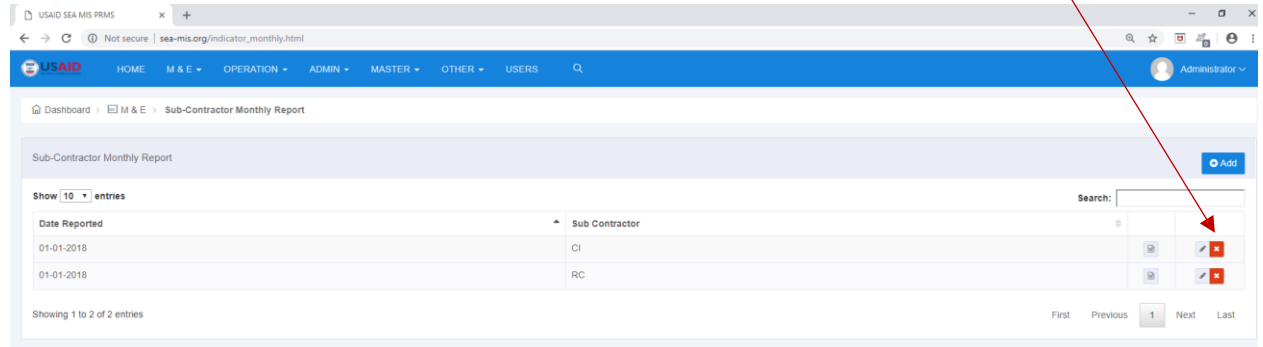 USAID SEA MIS PRMS
Not secure | sea-mis.org/indicator_monthly.html
USAID HOME M & E OPERATION ADMIN MASTER OTHER USERS Administrator
Dashboard > M & E > Sub-Contractor Monthly Report
Sub-Contractor Monthly Report
Add
Show 10 entries Search:
Date Reported Sub Contractor
01-01-2018 CI
01-01-2018 RC
Showing 1 to 2 of 2 entries First Previous 1 Next Last